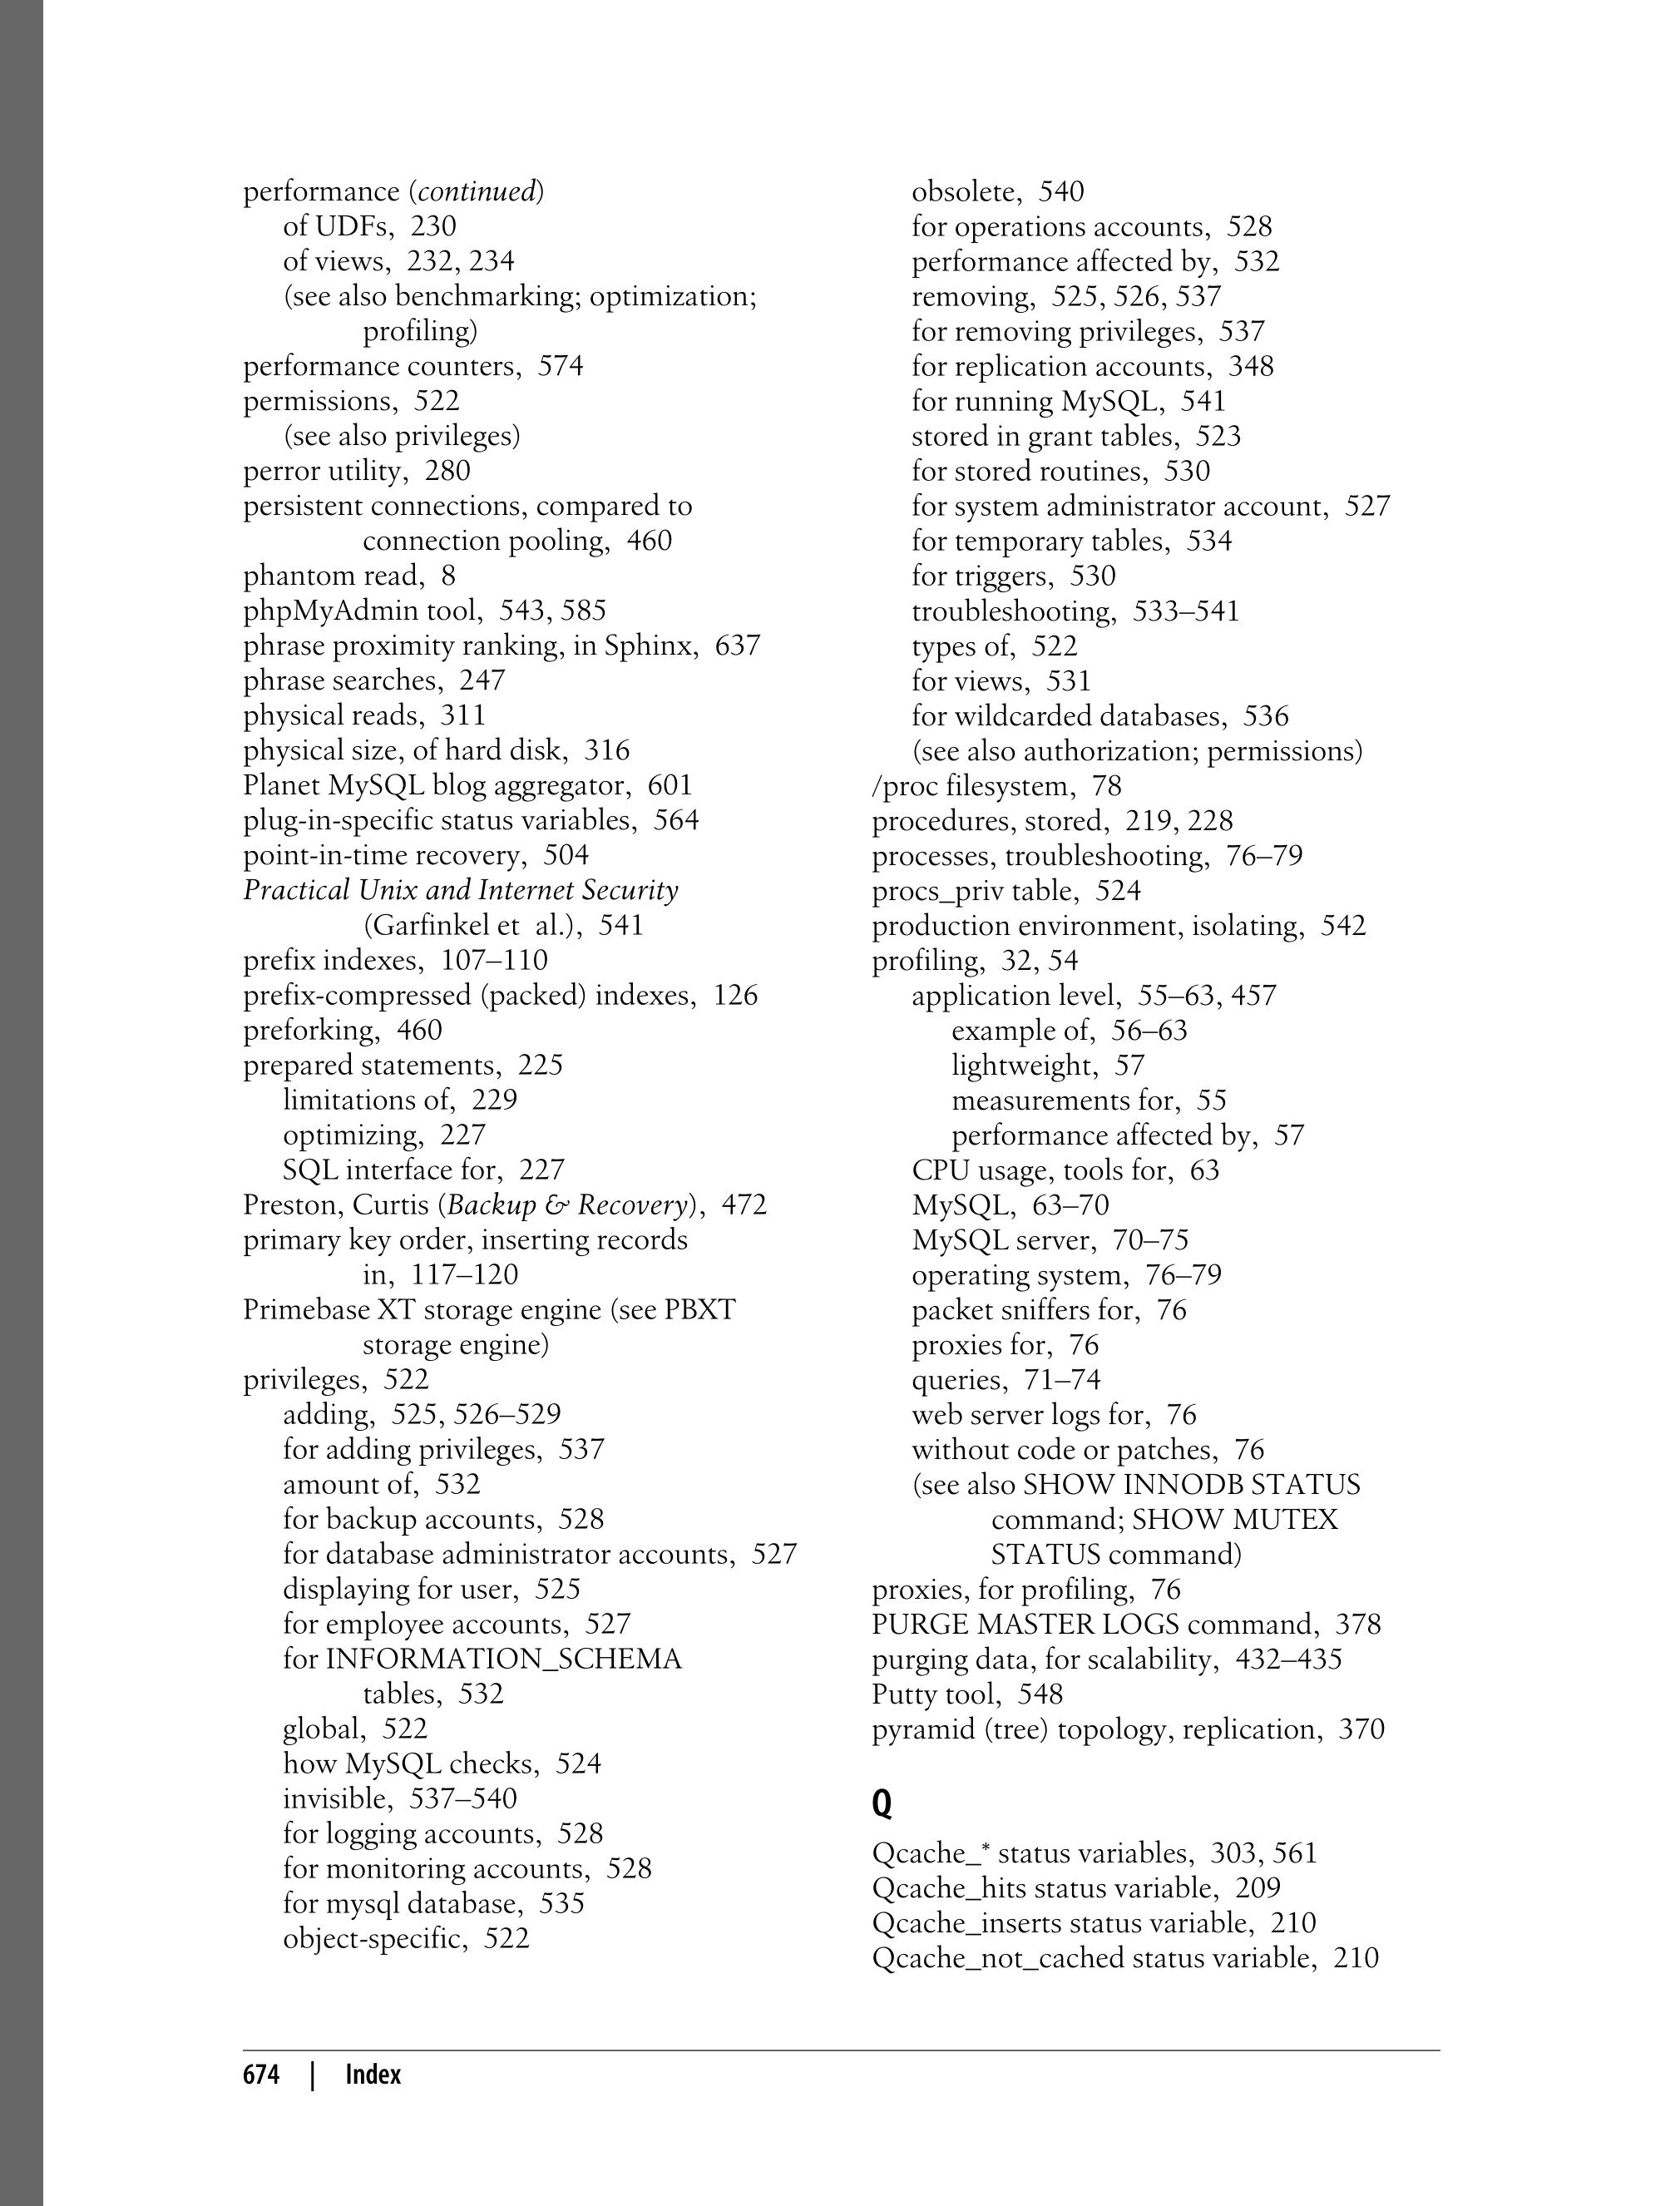 performance (continued)
of UDFs, 230
of views, 232, 234
(see also benchmarking; optimization;
profiling)
performance counters, 574
permissions, 522
(see also privileges)
perror utility, 280
persistent connections, compared to
connection pooling, 460
phantom read, 8
phpMyAdmin tool, 543, 585
phrase proximity ranking, in Sphinx, 637
phrase searches, 247
physical reads, 311
physical size, of hard disk, 316
Planet MySQL blog aggregator, 601
plug-in-specific status variables, 564
point-in-time recovery, 504
Practical Unix and Internet Security
(Garfinkel et al.), 541
prefix indexes, 107–110
prefix-compressed (packed) indexes, 126
preforking, 460
prepared statements, 225
limitations of, 229
optimizing, 227
SQL interface for, 227
Preston, Curtis (Backup & Recovery), 472
primary key order, inserting records
in, 117–120
Primebase XT storage engine (see PBXT
storage engine)
privileges, 522
adding, 525, 526–529
for adding privileges, 537
amount of, 532
for backup accounts, 528
for database administrator accounts, 527
displaying for user, 525
for employee accounts, 527
for INFORMATION_SCHEMA
tables, 532
global, 522
how MySQL checks, 524
invisible, 537–540
for logging accounts, 528
for monitoring accounts, 528
for mysql database, 535
object-specific, 522
obsolete, 540
for operations accounts, 528
performance affected by, 532
removing, 525, 526, 537
for removing privileges, 537
for replication accounts, 348
for running MySQL, 541
stored in grant tables, 523
for stored routines, 530
for system administrator account, 527
for temporary tables, 534
for triggers, 530
troubleshooting, 533–541
types of, 522
for views, 531
for wildcarded databases, 536
(see also authorization; permissions)
/proc filesystem, 78
procedures, stored, 219, 228
processes, troubleshooting, 76–79
procs_priv table, 524
production environment, isolating, 542
profiling, 32, 54
application level, 55–63, 457
example of, 56–63
lightweight, 57
measurements for, 55
performance affected by, 57
CPU usage, tools for, 63
MySQL, 63–70
MySQL server, 70–75
operating system, 76–79
packet sniffers for, 76
proxies for, 76
queries, 71–74
web server logs for, 76
without code or patches, 76
(see also SHOW INNODB STATUS
command; SHOW MUTEX
STATUS command)
proxies, for profiling, 76
PURGE MASTER LOGS command, 378
purging data, for scalability, 432–435
Putty tool, 548
pyramid (tree) topology, replication, 370
Q
Qcache_* status variables, 303, 561
Qcache_hits status variable, 209
Qcache_inserts status variable, 210
Qcache_not_cached status variable, 210
674 | Index